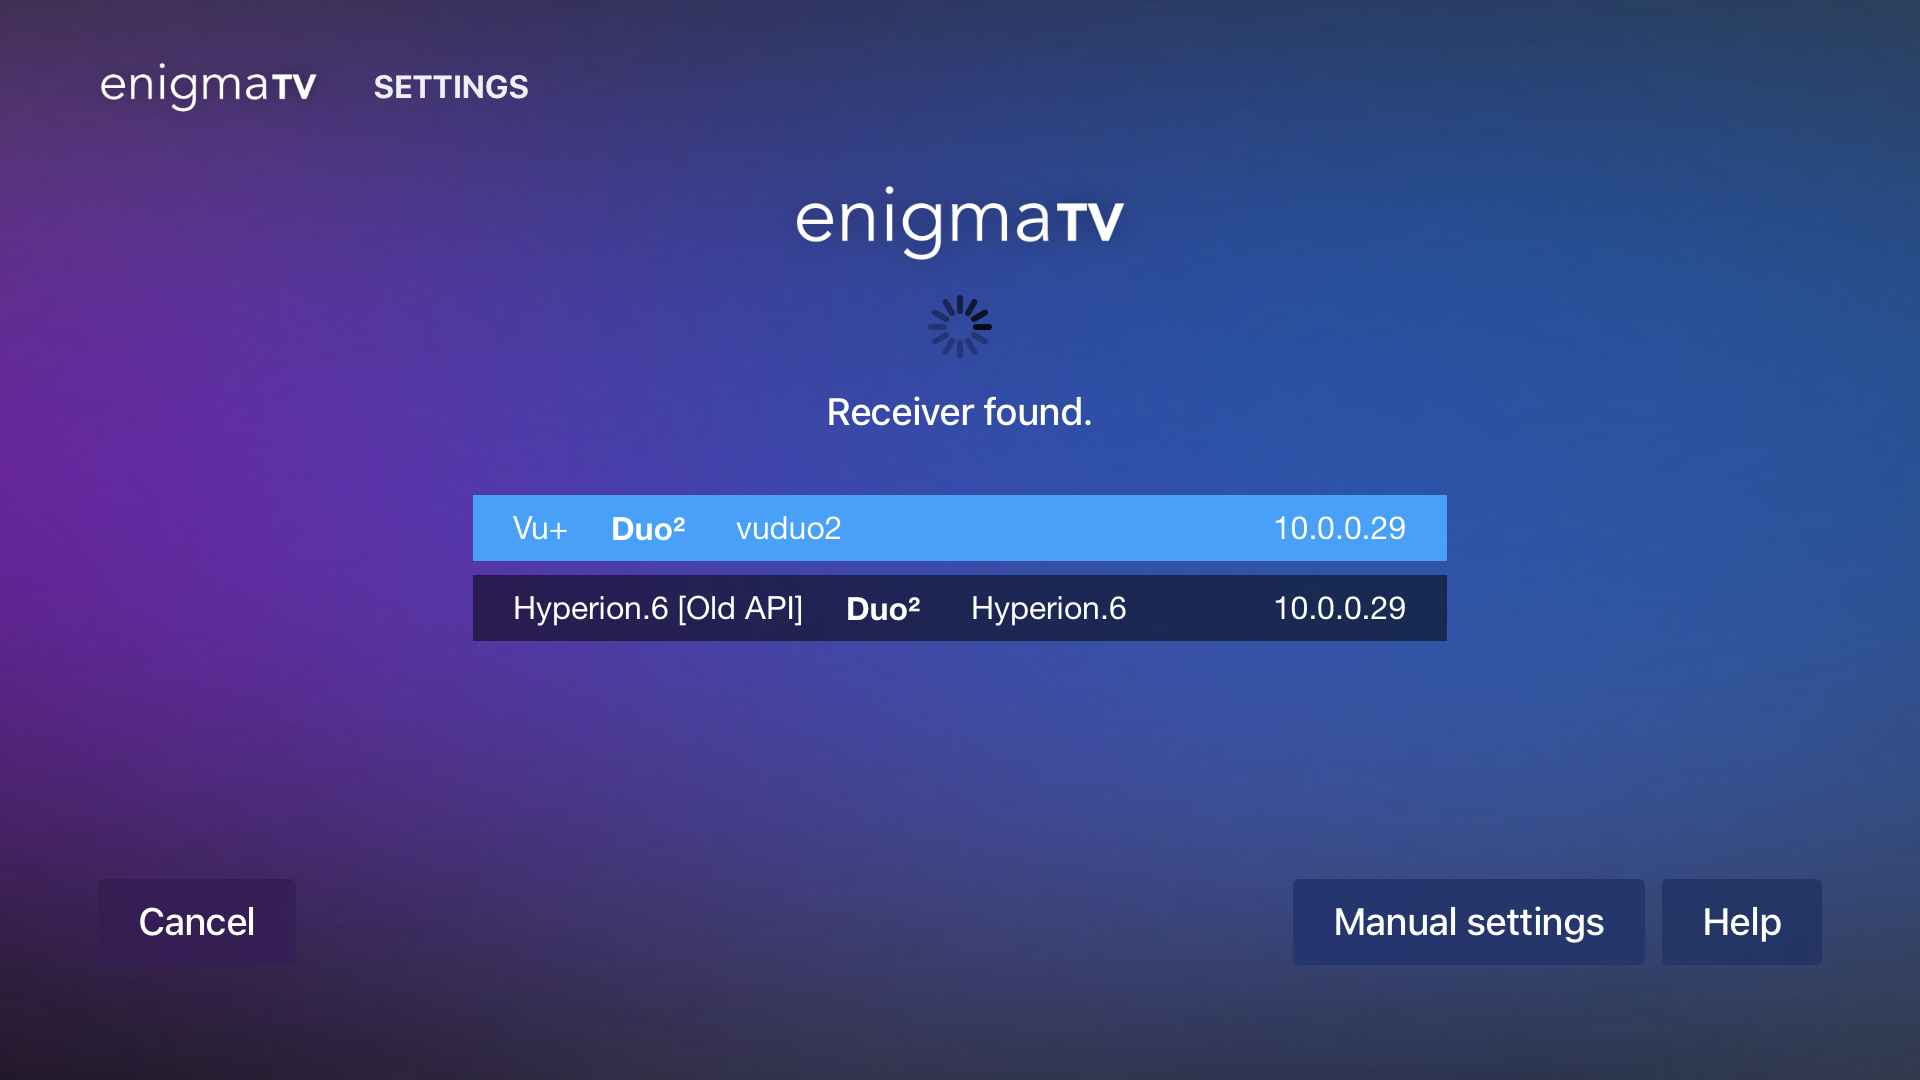 enigmaTV SETTINGS
enigmaTV
Receiver found.
Vu+ Duo² vuduo2 10.0.0.29
Hyperion.6 [Old API] Duo² Hyperion.6 10.0.0.29
Cancel Manual settings Help